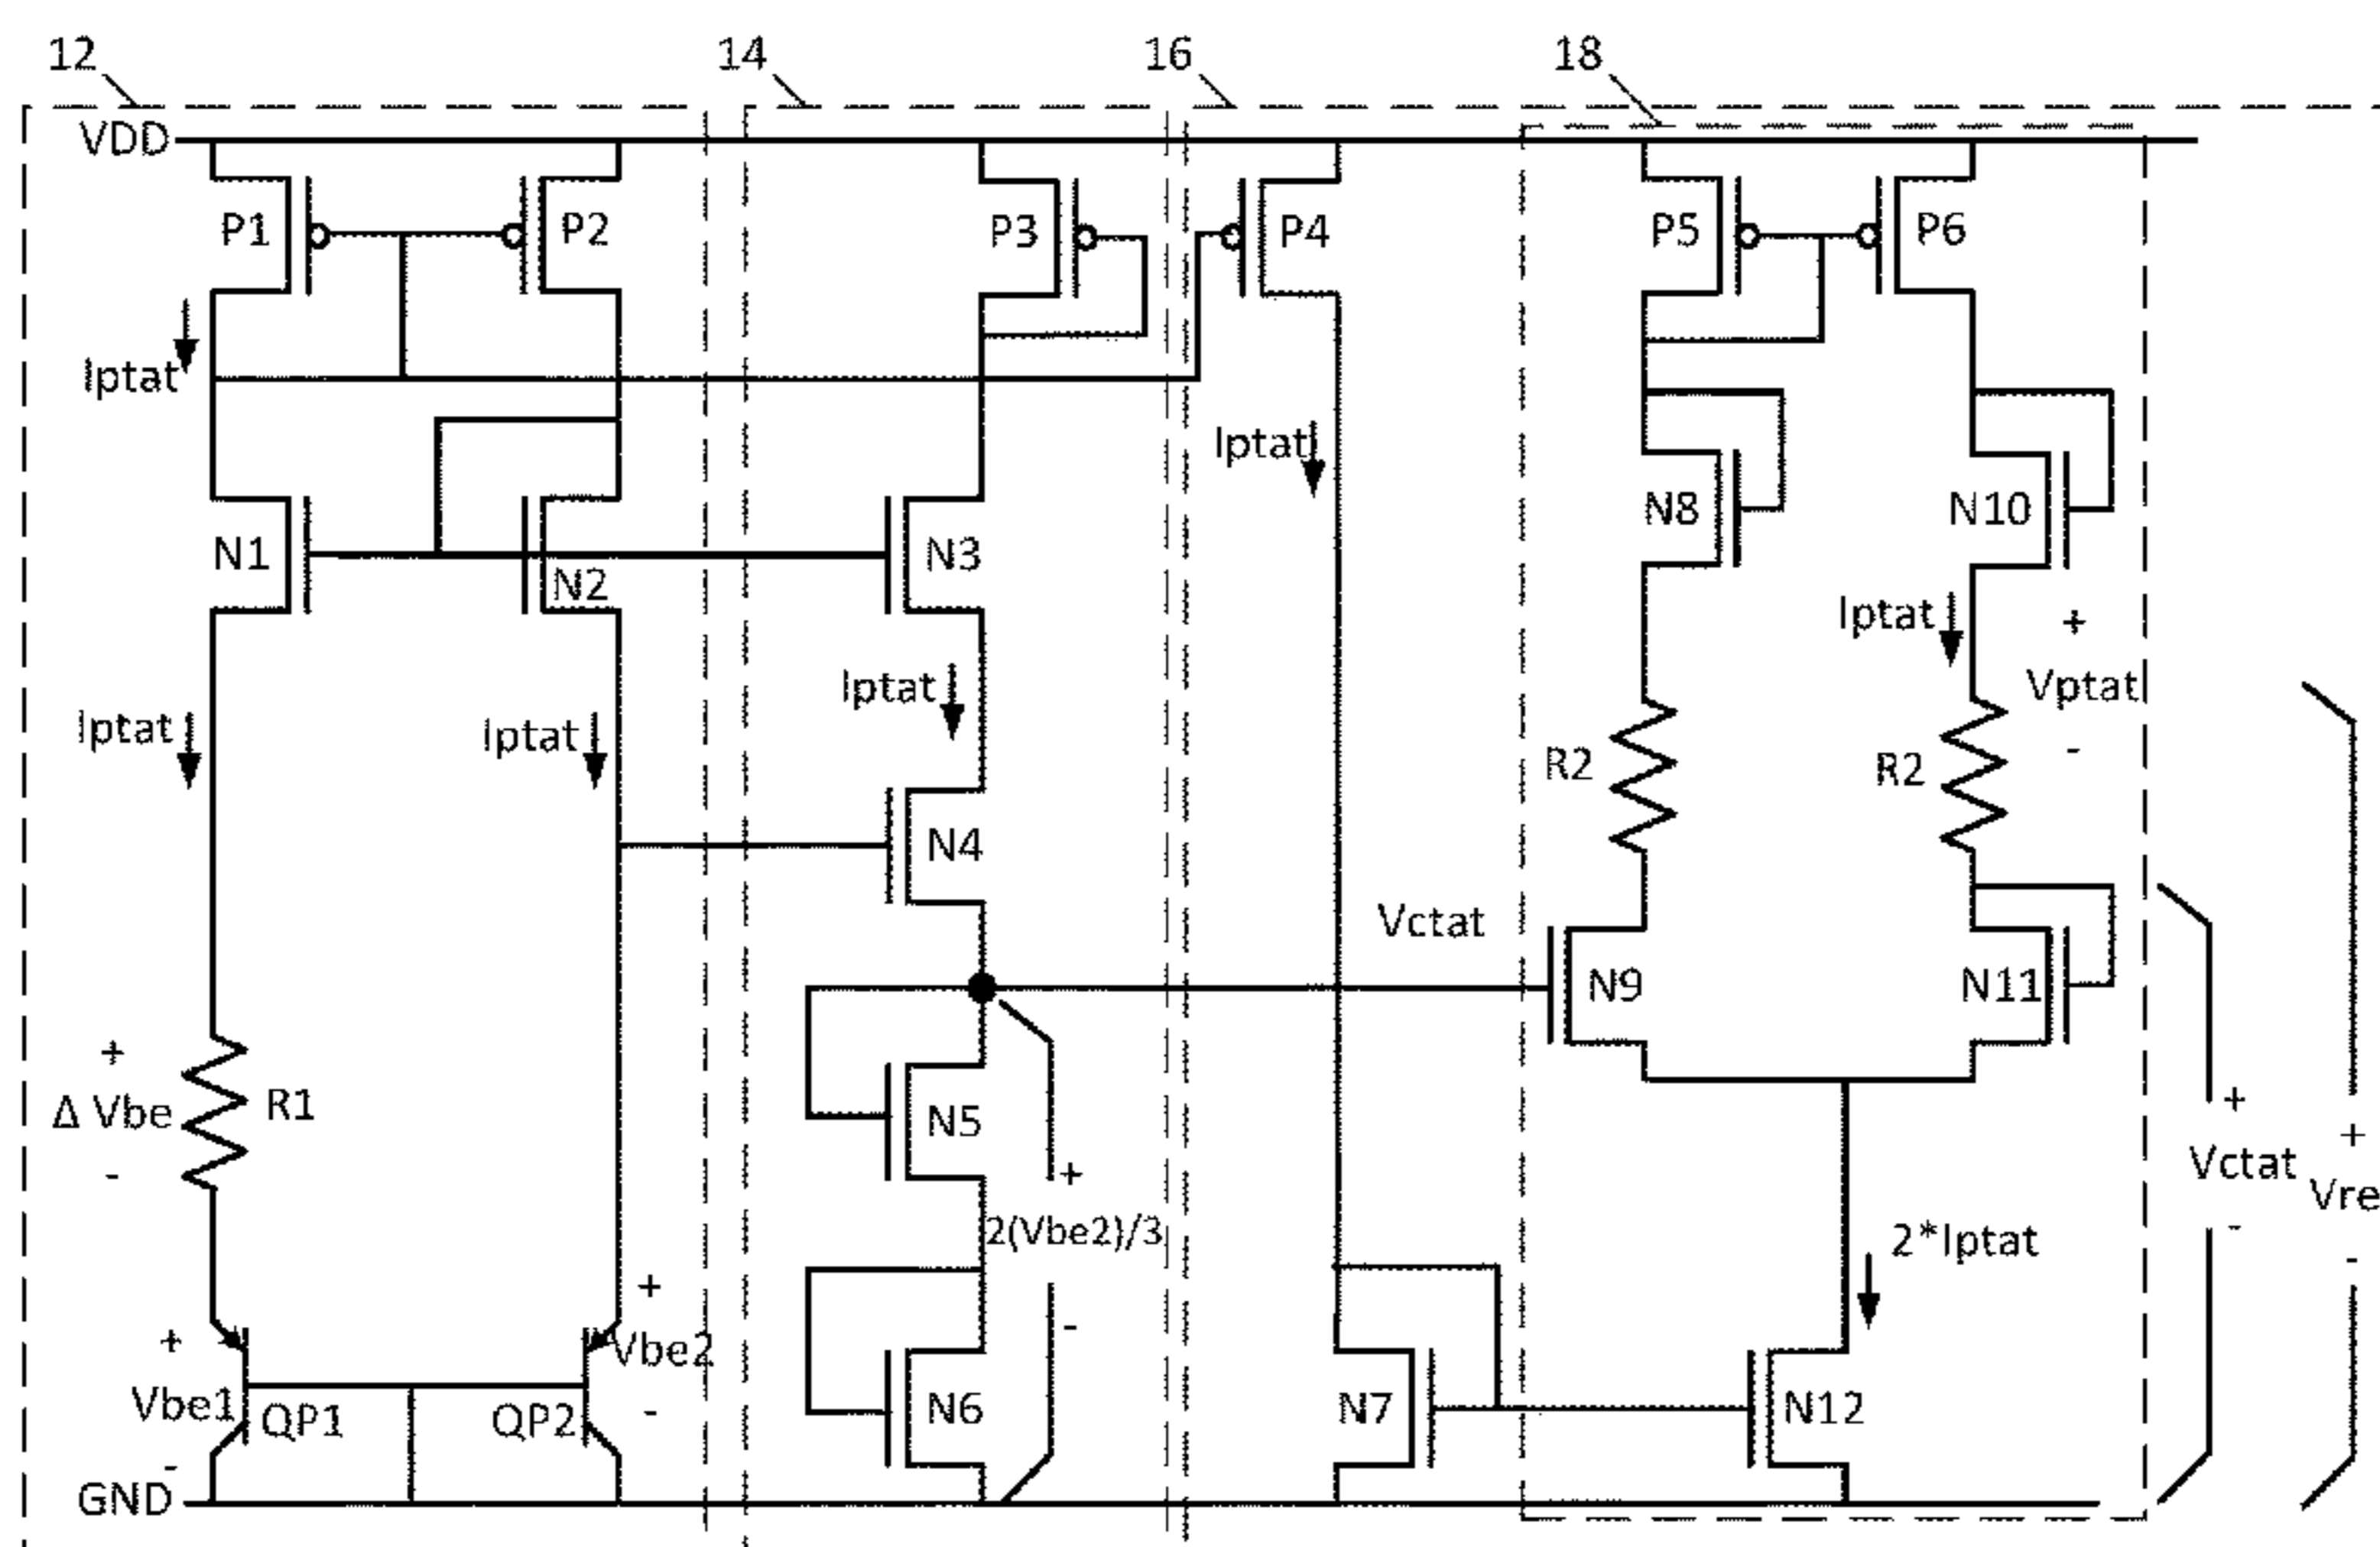 12
14
16
18
VDD
P1
P2
P3
P4
P5
P6
Iptat
Iptat
N8
N10
N1
N2
N3
Iptat
+
Vptat
-
Iptat
Iptat
Iptat
R2
R2
N4
Vctat
N9
N11
+
Δ Vbe
-
R1
N5
+
2(Vbe2)/3
-
+
Vctat
-
+
Vre
-
2*Iptat
+
Vbe1
-
QP1
+
Vbe2
-
QP2
N6
N7
N12
GND